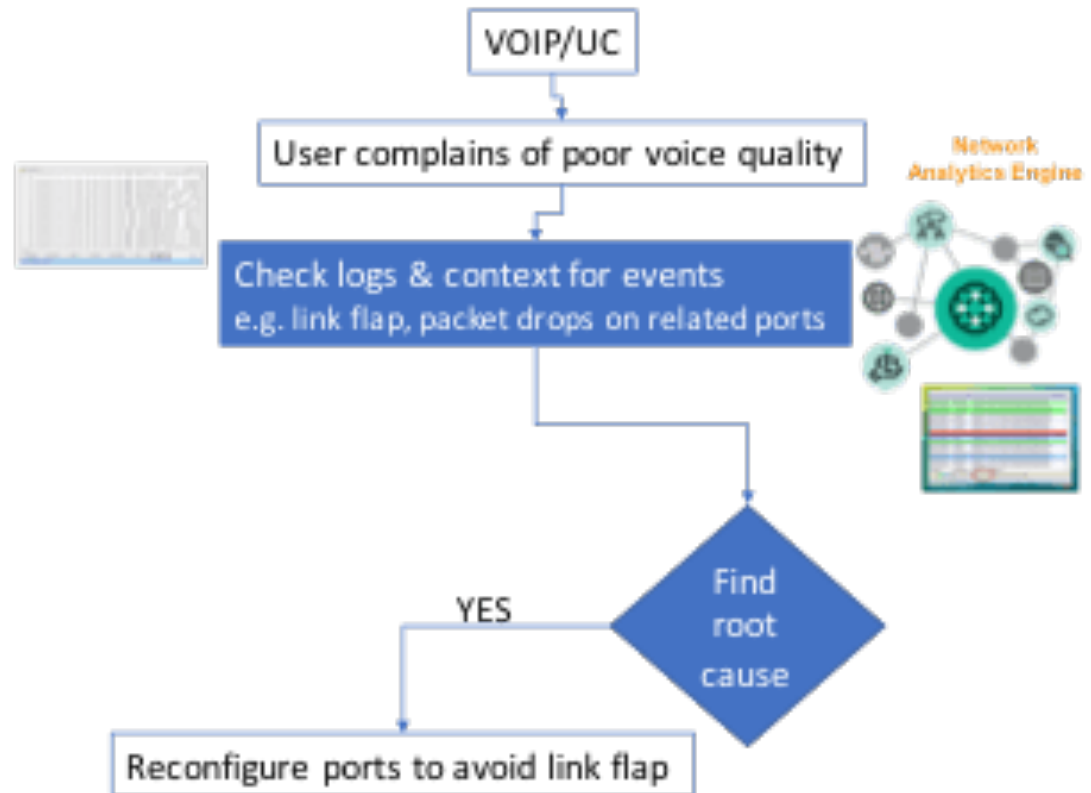 VOIP/UC
User complains of poor voice quality
Network
Analytics Engine
Check logs & context for events
e.g. link flap, packet drops on related ports
Find
root
cause
YES
Reconfigure ports to avoid link flap